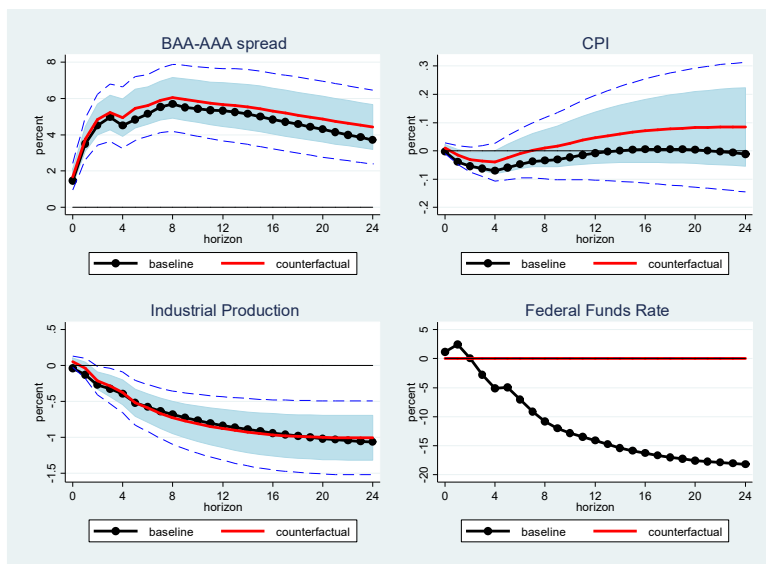 BAA-AAA spread
percent
8
6
4
2
0
0 4 8 12 16 20 24
horizon
baseline counterfactual
CPI
percent
.3
.2
.1
0
-.1
-.2
0 4 8 12 16 20 24
horizon
baseline counterfactual
Industrial Production
percent
.5
0
-.5
-1
-1.5
0 4 8 12 16 20 24
horizon
baseline counterfactual
Federal Funds Rate
percent
5
0
-5
-10
-15
-20
0 4 8 12 16 20 24
horizon
baseline counterfactual